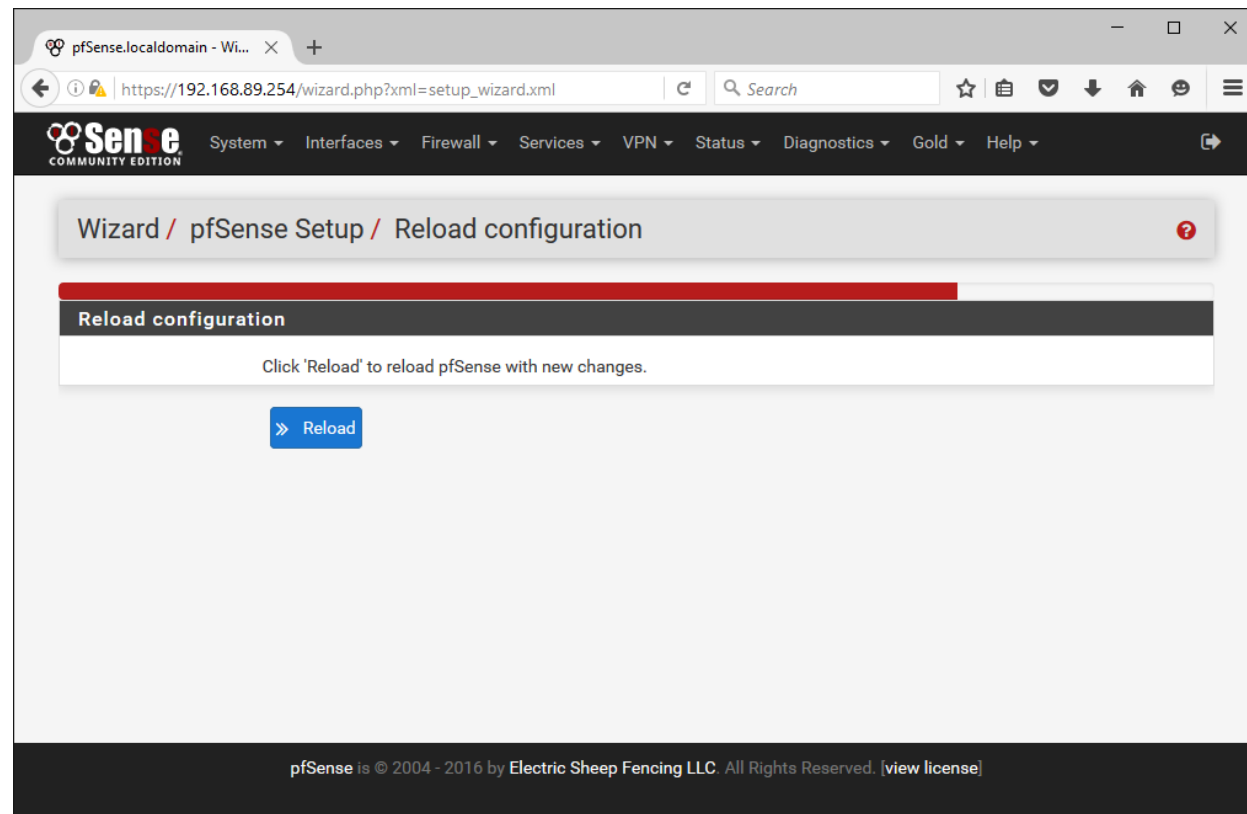 pfSense.localdomain - Wi...
https://192.168.89.254/wizard.php?xml=setup_wizard.xml
Search
Sense
COMMUNITY EDITION
System Interfaces Firewall Services VPN Status Diagnostics Gold Help
Wizard / pfSense Setup / Reload configuration
Reload configuration
Click 'Reload' to reload pfSense with new changes.
Reload
pfSense is © 2004 - 2016 by Electric Sheep Fencing LLC. All Rights Reserved. [view license]